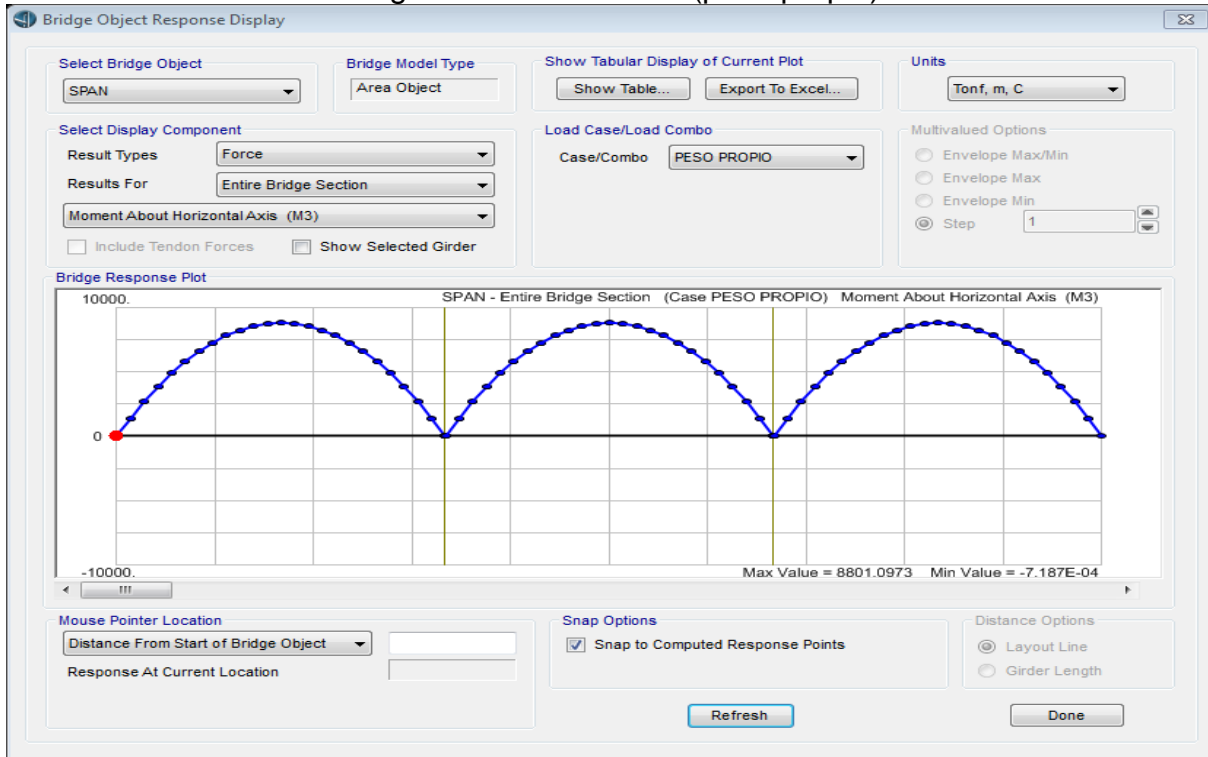 Bridge Object Response Display
Select Bridge Object
SPAN
Bridge Model Type
Area Object
Show Tabular Display of Current Plot
Show Table...
Export To Excel...
Units
Tonf, m, C
Select Display Component
Result Types
Force
Results For
Entire Bridge Section
Moment About Horizontal Axis (M3)
Include Tendon Forces
Show Selected Girder
Load Case/Load Combo
Case/Combo
PESO PROPIO
Multivalued Options
Envelope Max/Min
Envelope Max
Envelope Min
Step
1
Bridge Response Plot
10000.
SPAN - Entire Bridge Section (Case PESO PROPIO) Moment About Horizontal Axis (M3)
0
-10000.
Max Value = 8801.0973 Min Value = -7.187E-04
Mouse Pointer Location
Distance From Start of Bridge Object
Response At Current Location
Snap Options
Snap to Computed Response Points
Distance Options
Layout Line
Girder Length
Refresh
Done